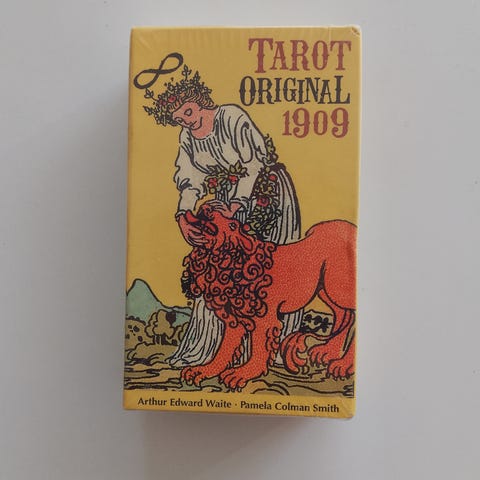 TAROT
ORIGINAL
1909
Arthur Edward Waite · Pamela Colman Smith